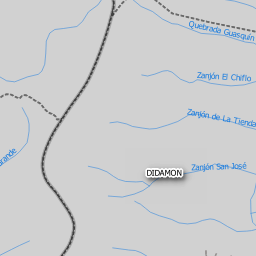 Quebrada Guasquin
Zanjón El Chiflo
Zanjón de La Tienda
Zanjón San José
DIDAMON